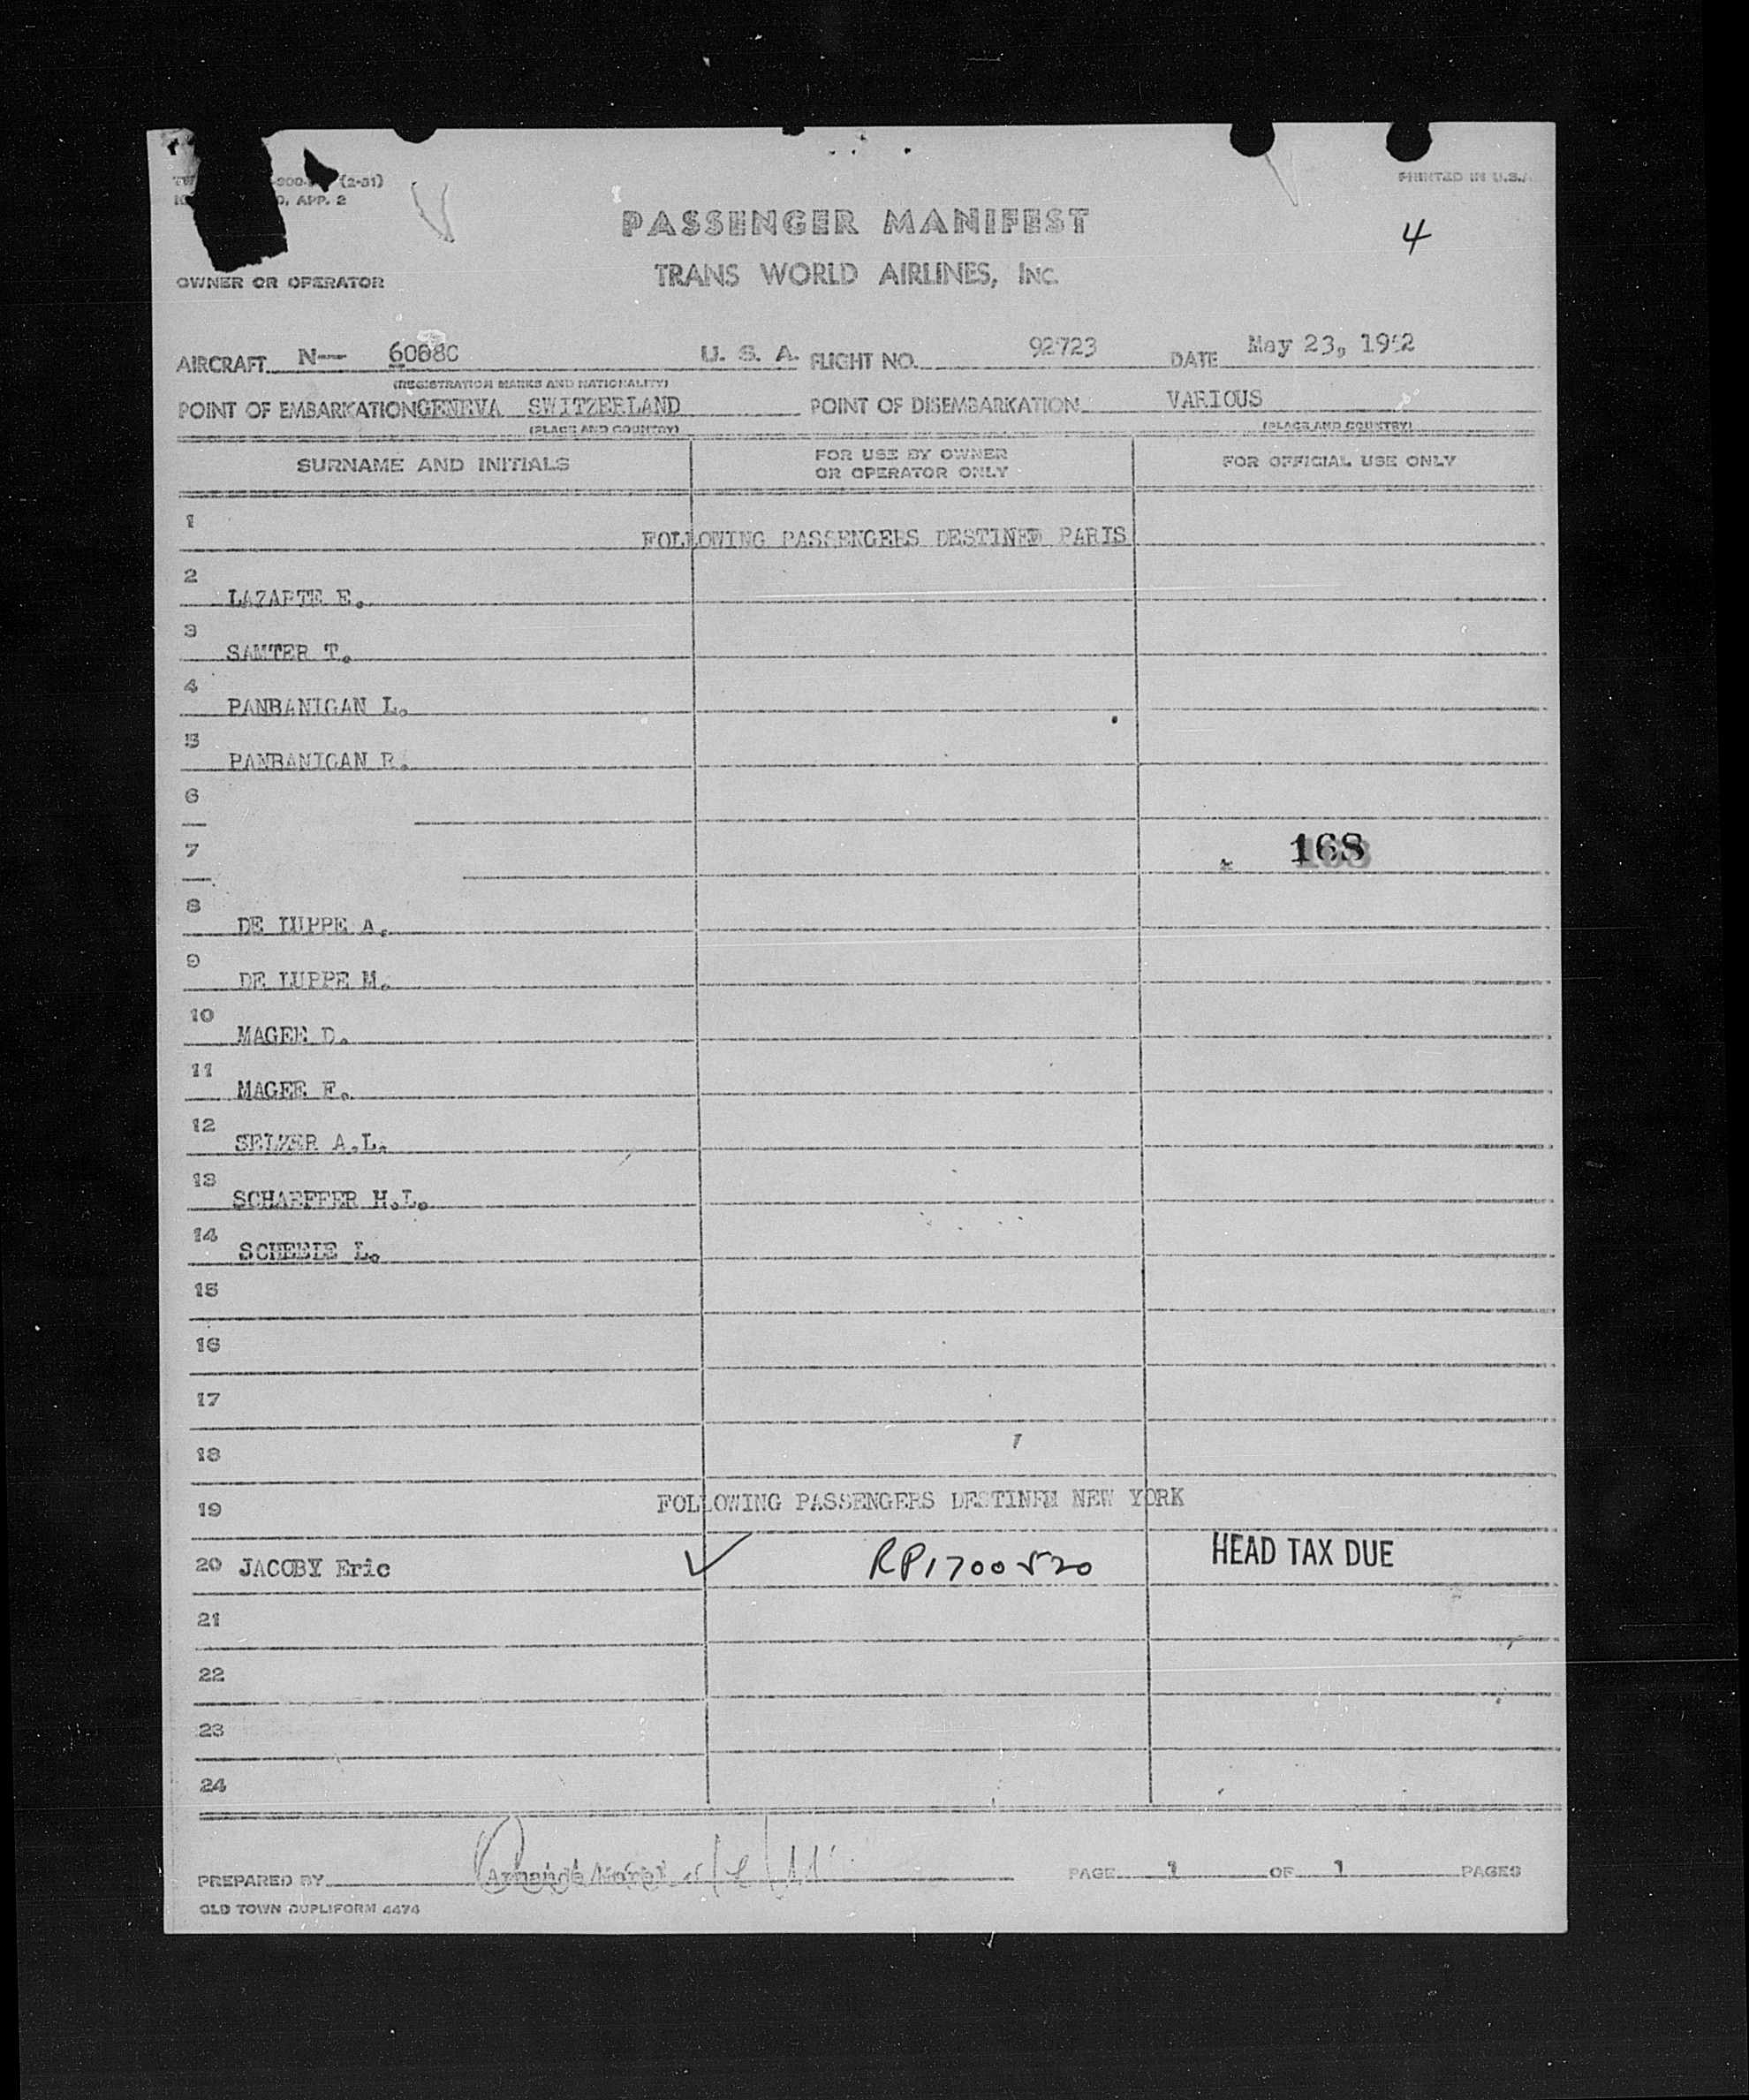 (2-51)
APP. 2
PRINTED IN U.S.A.
PASSENGER MANIFEST
4
TRANS WORLD AIRLINES, INC.
OWNER OR OPERATOR
AIRCRAFT N— U. S. A. FLIGHT NO. 92723 DATE May 23, 1952
(REGISTRATION MARKS AND NATIONALITY)
POINT OF EMBARKATION GENEVA SWITZERLAND POINT OF DISEMBARKATION VARIOUS
(PLACE AND COUNTRY) (PLACE AND COUNTRY)
SURNAME AND INITIALS FOR USE BY OWNER OR OPERATOR ONLY FOR OFFICIAL USE ONLY
1 FOLLOWING PASSENGERS DESTINED PARIS
2 LAZARTE E.
3 SAMTER T.
4 PANBANIGAN L.
5 PANBANIGAN R.
6
7 168
8 DE LUPPE A.
9 DE LUPPE M.
10 MAGEE D.
11 MAGEE F.
12 SELZER A.L.
13 SCHAEFFER H.L.
14 SCHEELE L.
15
16
17
18
19 FOLLOWING PASSENGERS DESTINED NEW YORK
20 JACOBY Eric ✓ RP1700520 HEAD TAX DUE
21
22
23
24
PREPARED BY PAGE 1 OF 1 PAGES
OLD TOWN DUPLIFORM 4474